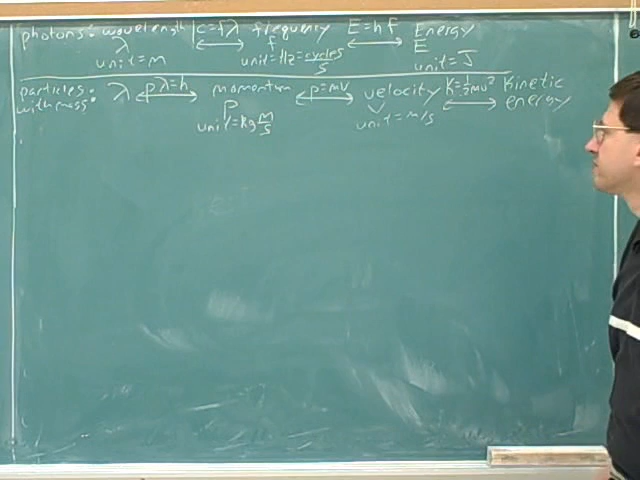 photons: wavelength c=fλ frequency E=hf Energy
λ f E
unit=m unit=Hz=cycles/s unit=J
particles with mass: λ pλ=h momentum p=mv velocity K=½mv² kinetic energy
p v
unit=kg m/s unit=m/s